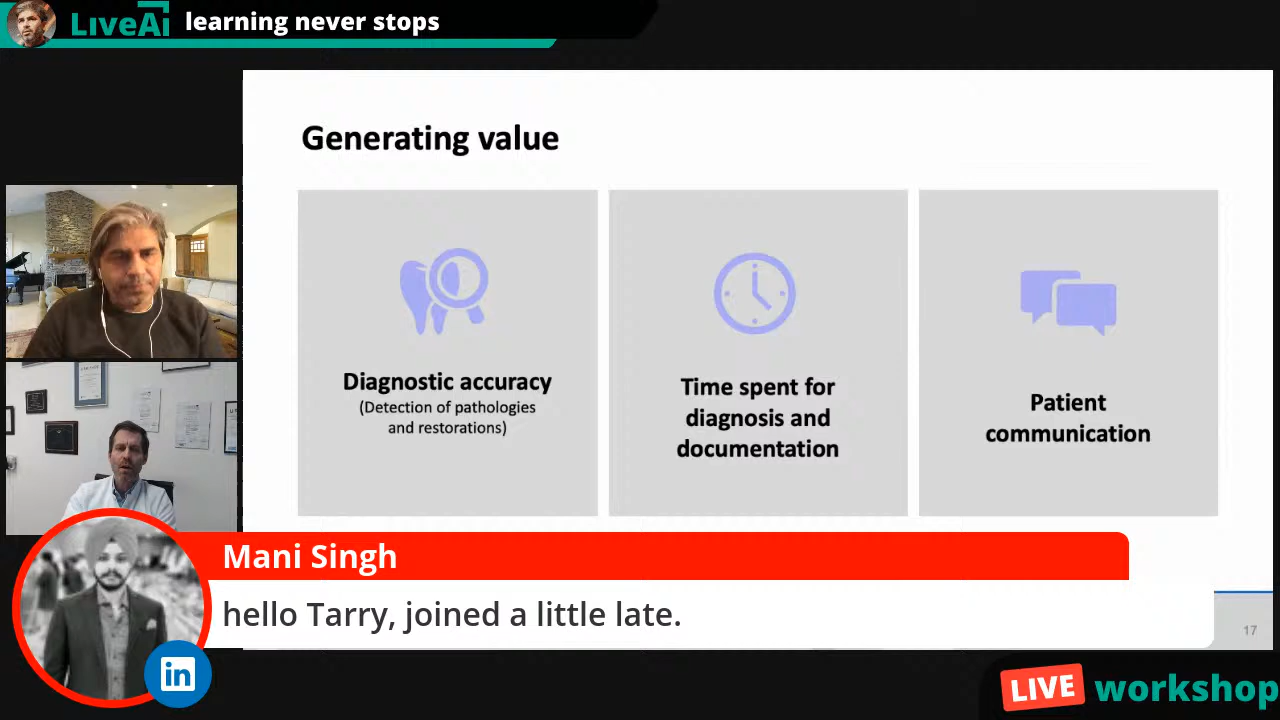 LiveAi
learning never stops
Generating value
Diagnostic accuracy
(Detection of pathologies
and restorations)
Time spent for
diagnosis and
documentation
Patient
communication
Mani Singh
hello Tarry, joined a little late.
in
17
LIVE workshop